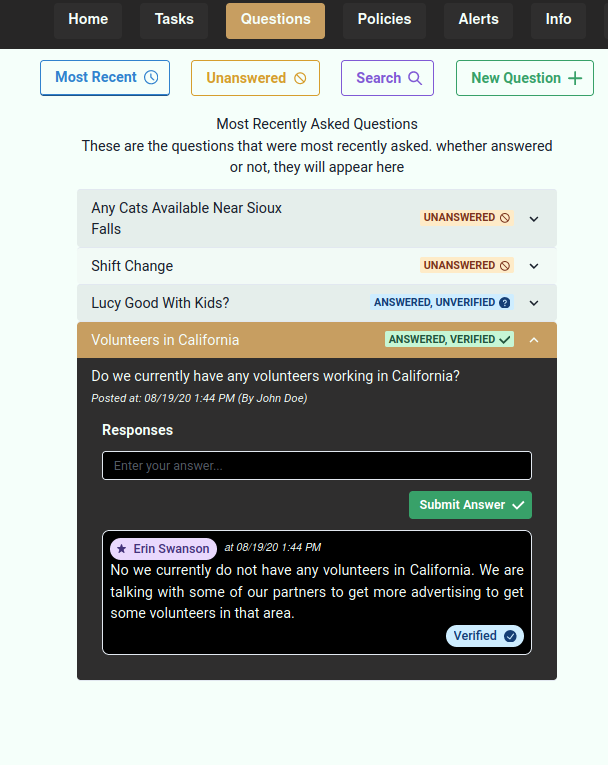 Home Tasks Questions Policies Alerts Info
Most Recent Unanswered Search New Question
Most Recently Asked Questions
These are the questions that were most recently asked. whether answered
or not, they will appear here
Any Cats Available Near Sioux
Falls
UNANSWERED
Shift Change UNANSWERED
Lucy Good With Kids? ANSWERED, UNVERIFIED ?
Volunteers in California ANSWERED, VERIFIED
Do we currently have any volunteers working in California?
Posted at: 08/19/20 1:44 PM (By John Doe)
Responses
Enter your answer...
Submit Answer
Erin Swanson at 08/19/20 1:44 PM
No we currently do not have any volunteers in California. We are
talking with some of our partners to get more advertising to get
some volunteers in that area.
Verified